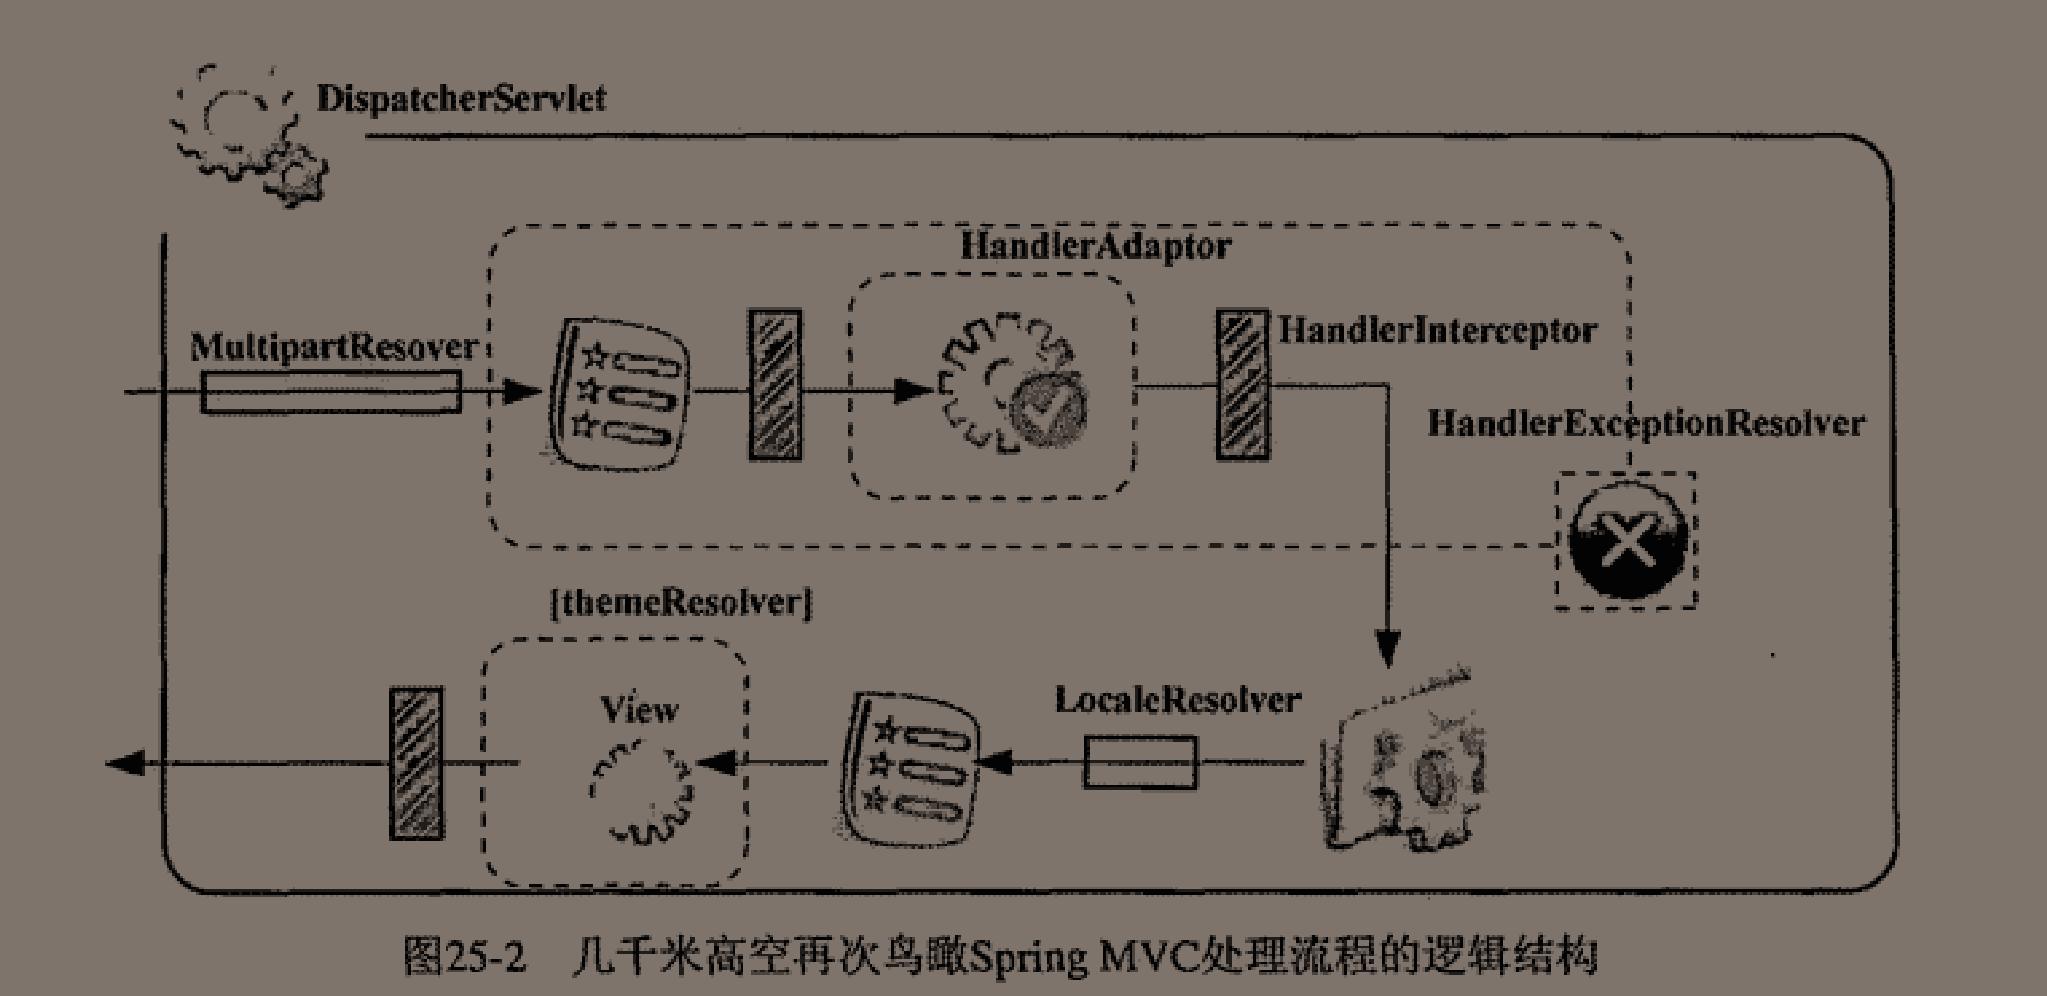 DispatcherServlet
HandlerAdaptor
MultipartResover
HandlerInterceptor
HandlerExceptionResolver
[themeResolver]
View
LocaleResolver
图25-2 几千米高空再次鸟瞰Spring MVC处理流程的逻辑结构